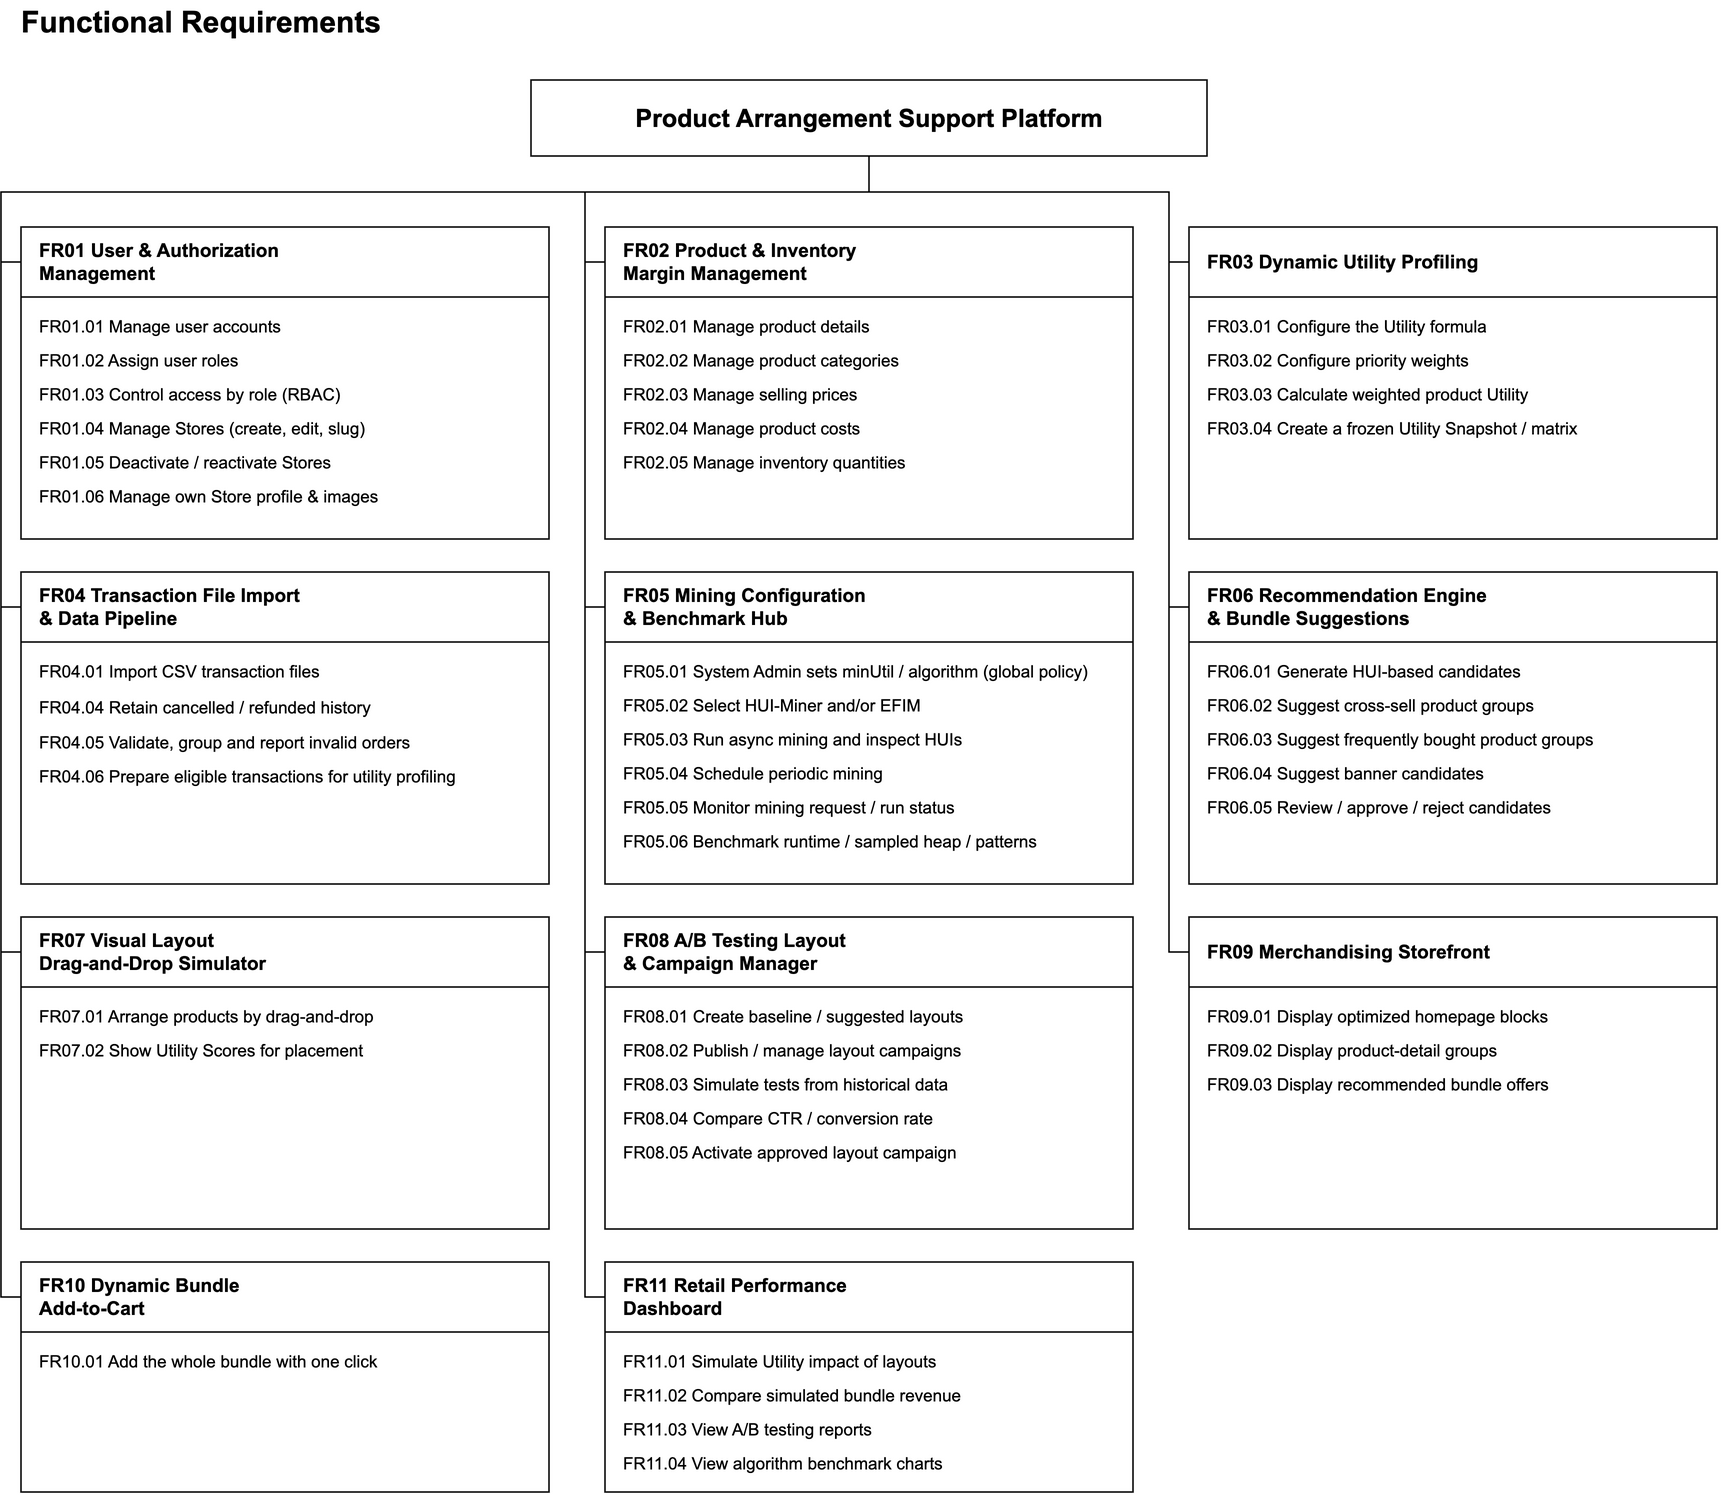 Functional Requirements
Product Arrangement Support Platform
FR01 User & Authorization
Management
FR01.01 Manage user accounts
FR01.02 Assign user roles
FR01.03 Control access by role (RBAC)
FR01.04 Manage Stores (create, edit, slug)
FR01.05 Deactivate / reactivate Stores
FR01.06 Manage own Store profile & images
FR02 Product & Inventory
Margin Management
FR02.01 Manage product details
FR02.02 Manage product categories
FR02.03 Manage selling prices
FR02.04 Manage product costs
FR02.05 Manage inventory quantities
FR03 Dynamic Utility Profiling
FR03.01 Configure the Utility formula
FR03.02 Configure priority weights
FR03.03 Calculate weighted product Utility
FR03.04 Create a frozen Utility Snapshot / matrix
FR04 Transaction File Import
& Data Pipeline
FR04.01 Import CSV transaction files
FR04.04 Retain cancelled / refunded history
FR04.05 Validate, group and report invalid orders
FR04.06 Prepare eligible transactions for utility profiling
FR05 Mining Configuration
& Benchmark Hub
FR05.01 System Admin sets minUtil / algorithm (global policy)
FR05.02 Select HUI-Miner and/or EFIM
FR05.03 Run async mining and inspect HUIs
FR05.04 Schedule periodic mining
FR05.05 Monitor mining request / run status
FR05.06 Benchmark runtime / sampled heap / patterns
FR06 Recommendation Engine
& Bundle Suggestions
FR06.01 Generate HUI-based candidates
FR06.02 Suggest cross-sell product groups
FR06.03 Suggest frequently bought product groups
FR06.04 Suggest banner candidates
FR06.05 Review / approve / reject candidates
FR07 Visual Layout
Drag-and-Drop Simulator
FR07.01 Arrange products by drag-and-drop
FR07.02 Show Utility Scores for placement
FR08 A/B Testing Layout
& Campaign Manager
FR08.01 Create baseline / suggested layouts
FR08.02 Publish / manage layout campaigns
FR08.03 Simulate tests from historical data
FR08.04 Compare CTR / conversion rate
FR08.05 Activate approved layout campaign
FR09 Merchandising Storefront
FR09.01 Display optimized homepage blocks
FR09.02 Display product-detail groups
FR09.03 Display recommended bundle offers
FR10 Dynamic Bundle
Add-to-Cart
FR10.01 Add the whole bundle with one click
FR11 Retail Performance
Dashboard
FR11.01 Simulate Utility impact of layouts
FR11.02 Compare simulated bundle revenue
FR11.03 View A/B testing reports
FR11.04 View algorithm benchmark charts